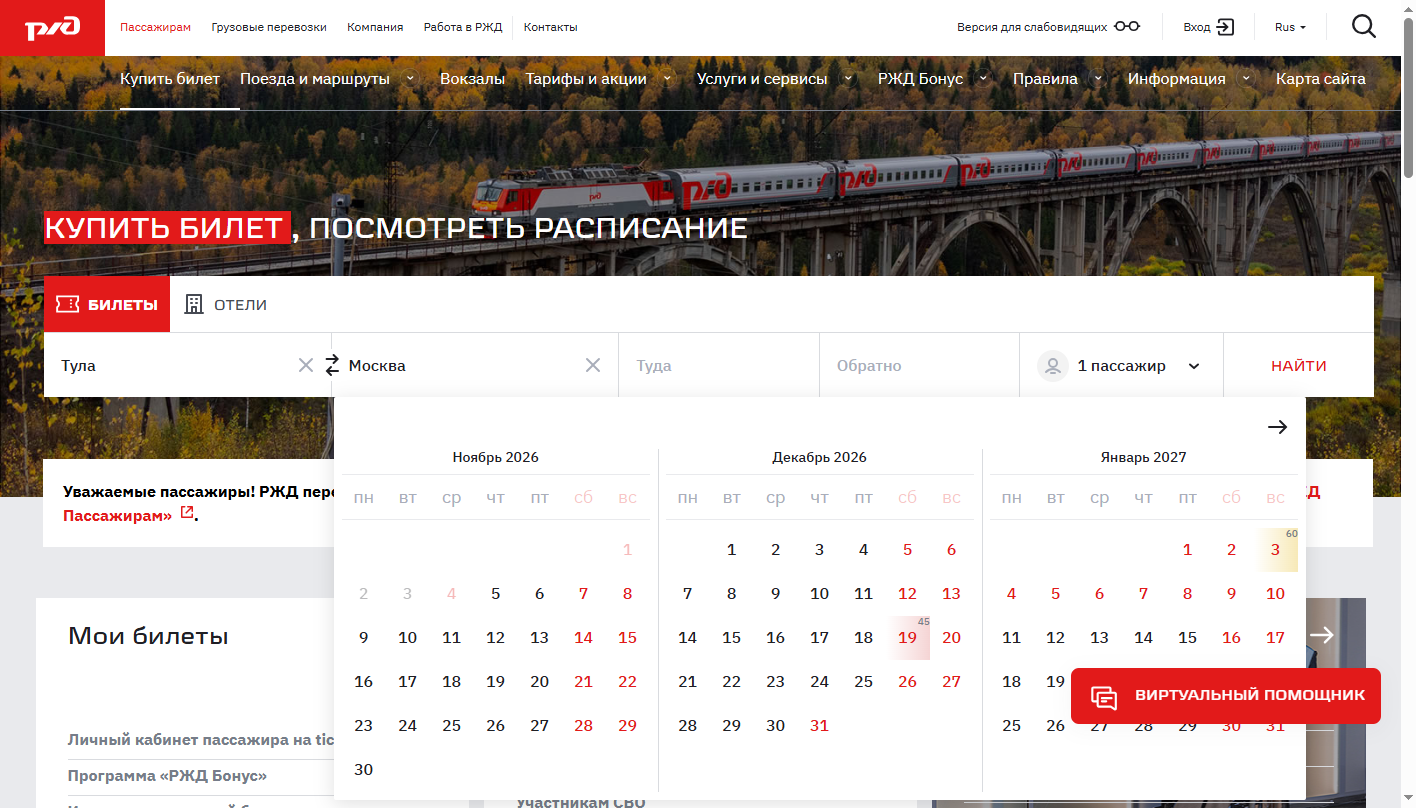 РЖД
Пассажирам Грузовые перевозки Компания Работа в РЖД Контакты Версия для слабовидящих Вход Rus
Купить билет Поезда и маршруты Вокзалы Тарифы и акции Услуги и сервисы РЖД Бонус Правила Информация Карта сайта
КУПИТЬ БИЛЕТ , ПОСМОТРЕТЬ РАСПИСАНИЕ
БИЛЕТЫ ОТЕЛИ
Тула Москва Туда Обратно 1 пассажир НАЙТИ
Ноябрь 2026 Декабрь 2026 Январь 2027
пн вт ср чт пт сб вс пн вт ср чт пт сб вс пн вт ср чт пт сб вс
1 1 2 3 4 5 6 1 2 3 60
2 3 4 5 6 7 8 7 8 9 10 11 12 13 4 5 6 7 8 9 10
9 10 11 12 13 14 15 14 15 16 17 18 19 45 20 11 12 13 14 15 16 17
16 17 18 19 20 21 22 21 22 23 24 25 26 27 18 19
23 24 25 26 27 28 29 28 29 30 31 25 26 27 28 29 30 31
30
Уважаемые пассажиры! РЖД
Пассажирам» .
Мои билеты
ВИРТУАЛЬНЫЙ ПОМОЩНИК
Личный кабинет пассажира на
Программа «РЖД Бонус»
Участникам СВО